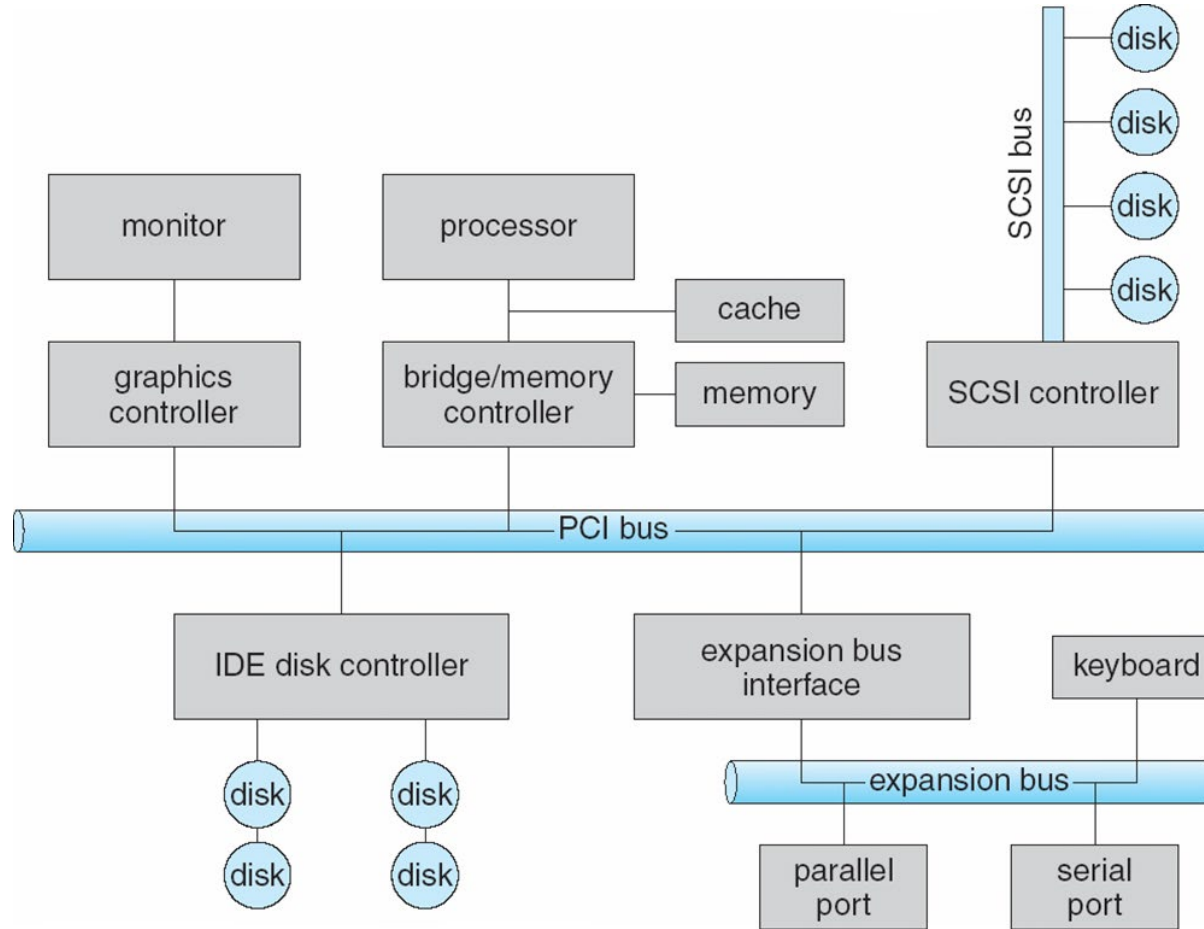 disk
disk
disk
disk
SCSI bus
monitor
processor
cache
graphics
controller
bridge/memory
controller
memory
SCSI controller
PCI bus
IDE disk controller
expansion bus
interface
keyboard
disk
disk
disk
disk
expansion bus
parallel
port
serial
port